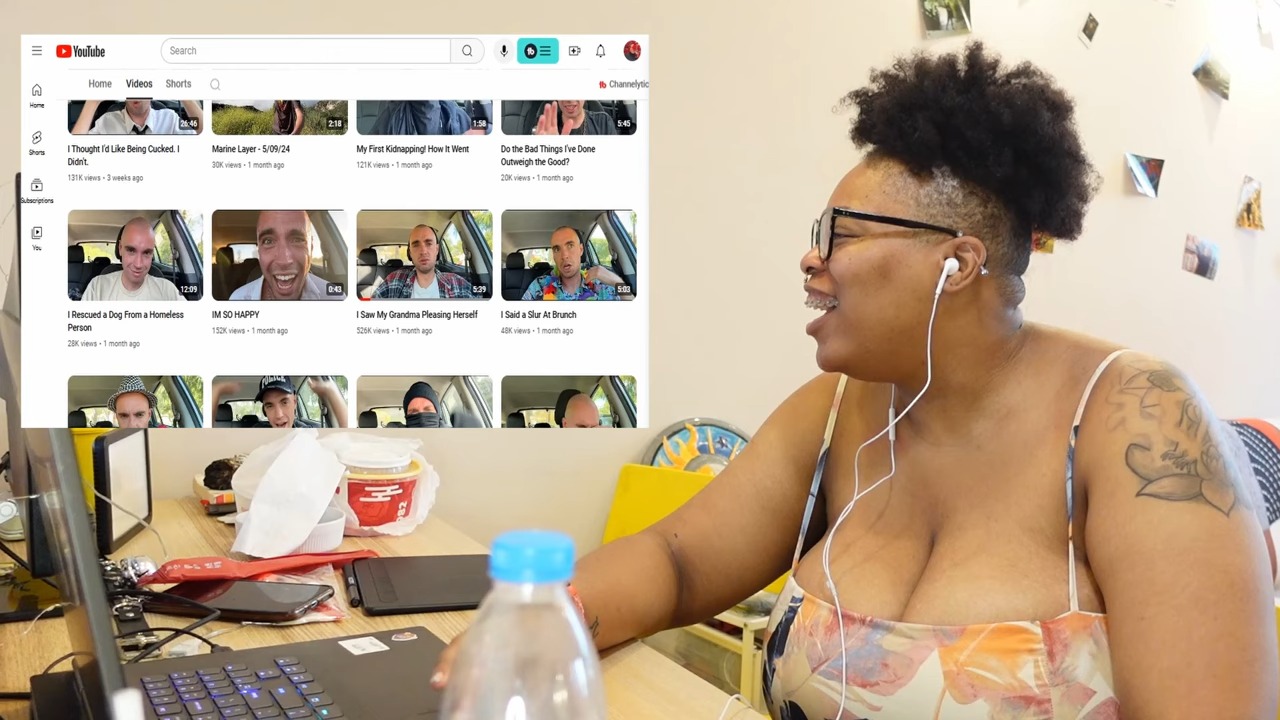 YouTube
Search
Home Videos Shorts
Channelytic
Home
Shorts
Subscriptions
You
26:46
2:18
1:58
5:45
I Thought I'd Like Being Cucked. I
Didn't.
131K views • 3 weeks ago
Marine Layer - 5/09/24
30K views • 1 month ago
My First Kidnapping! How It Went
121K views • 1 month ago
Do the Bad Things I've Done
Outweigh the Good?
20K views • 1 month ago
12:09
0:43
5:39
5:03
I Rescued a Dog From a Homeless
Person
28K views • 1 month ago
IM SO HAPPY
152K views • 1 month ago
I Saw My Grandma Pleasing Herself
526K views • 1 month ago
I Said a Slur At Brunch
48K views • 1 month ago
POLICE